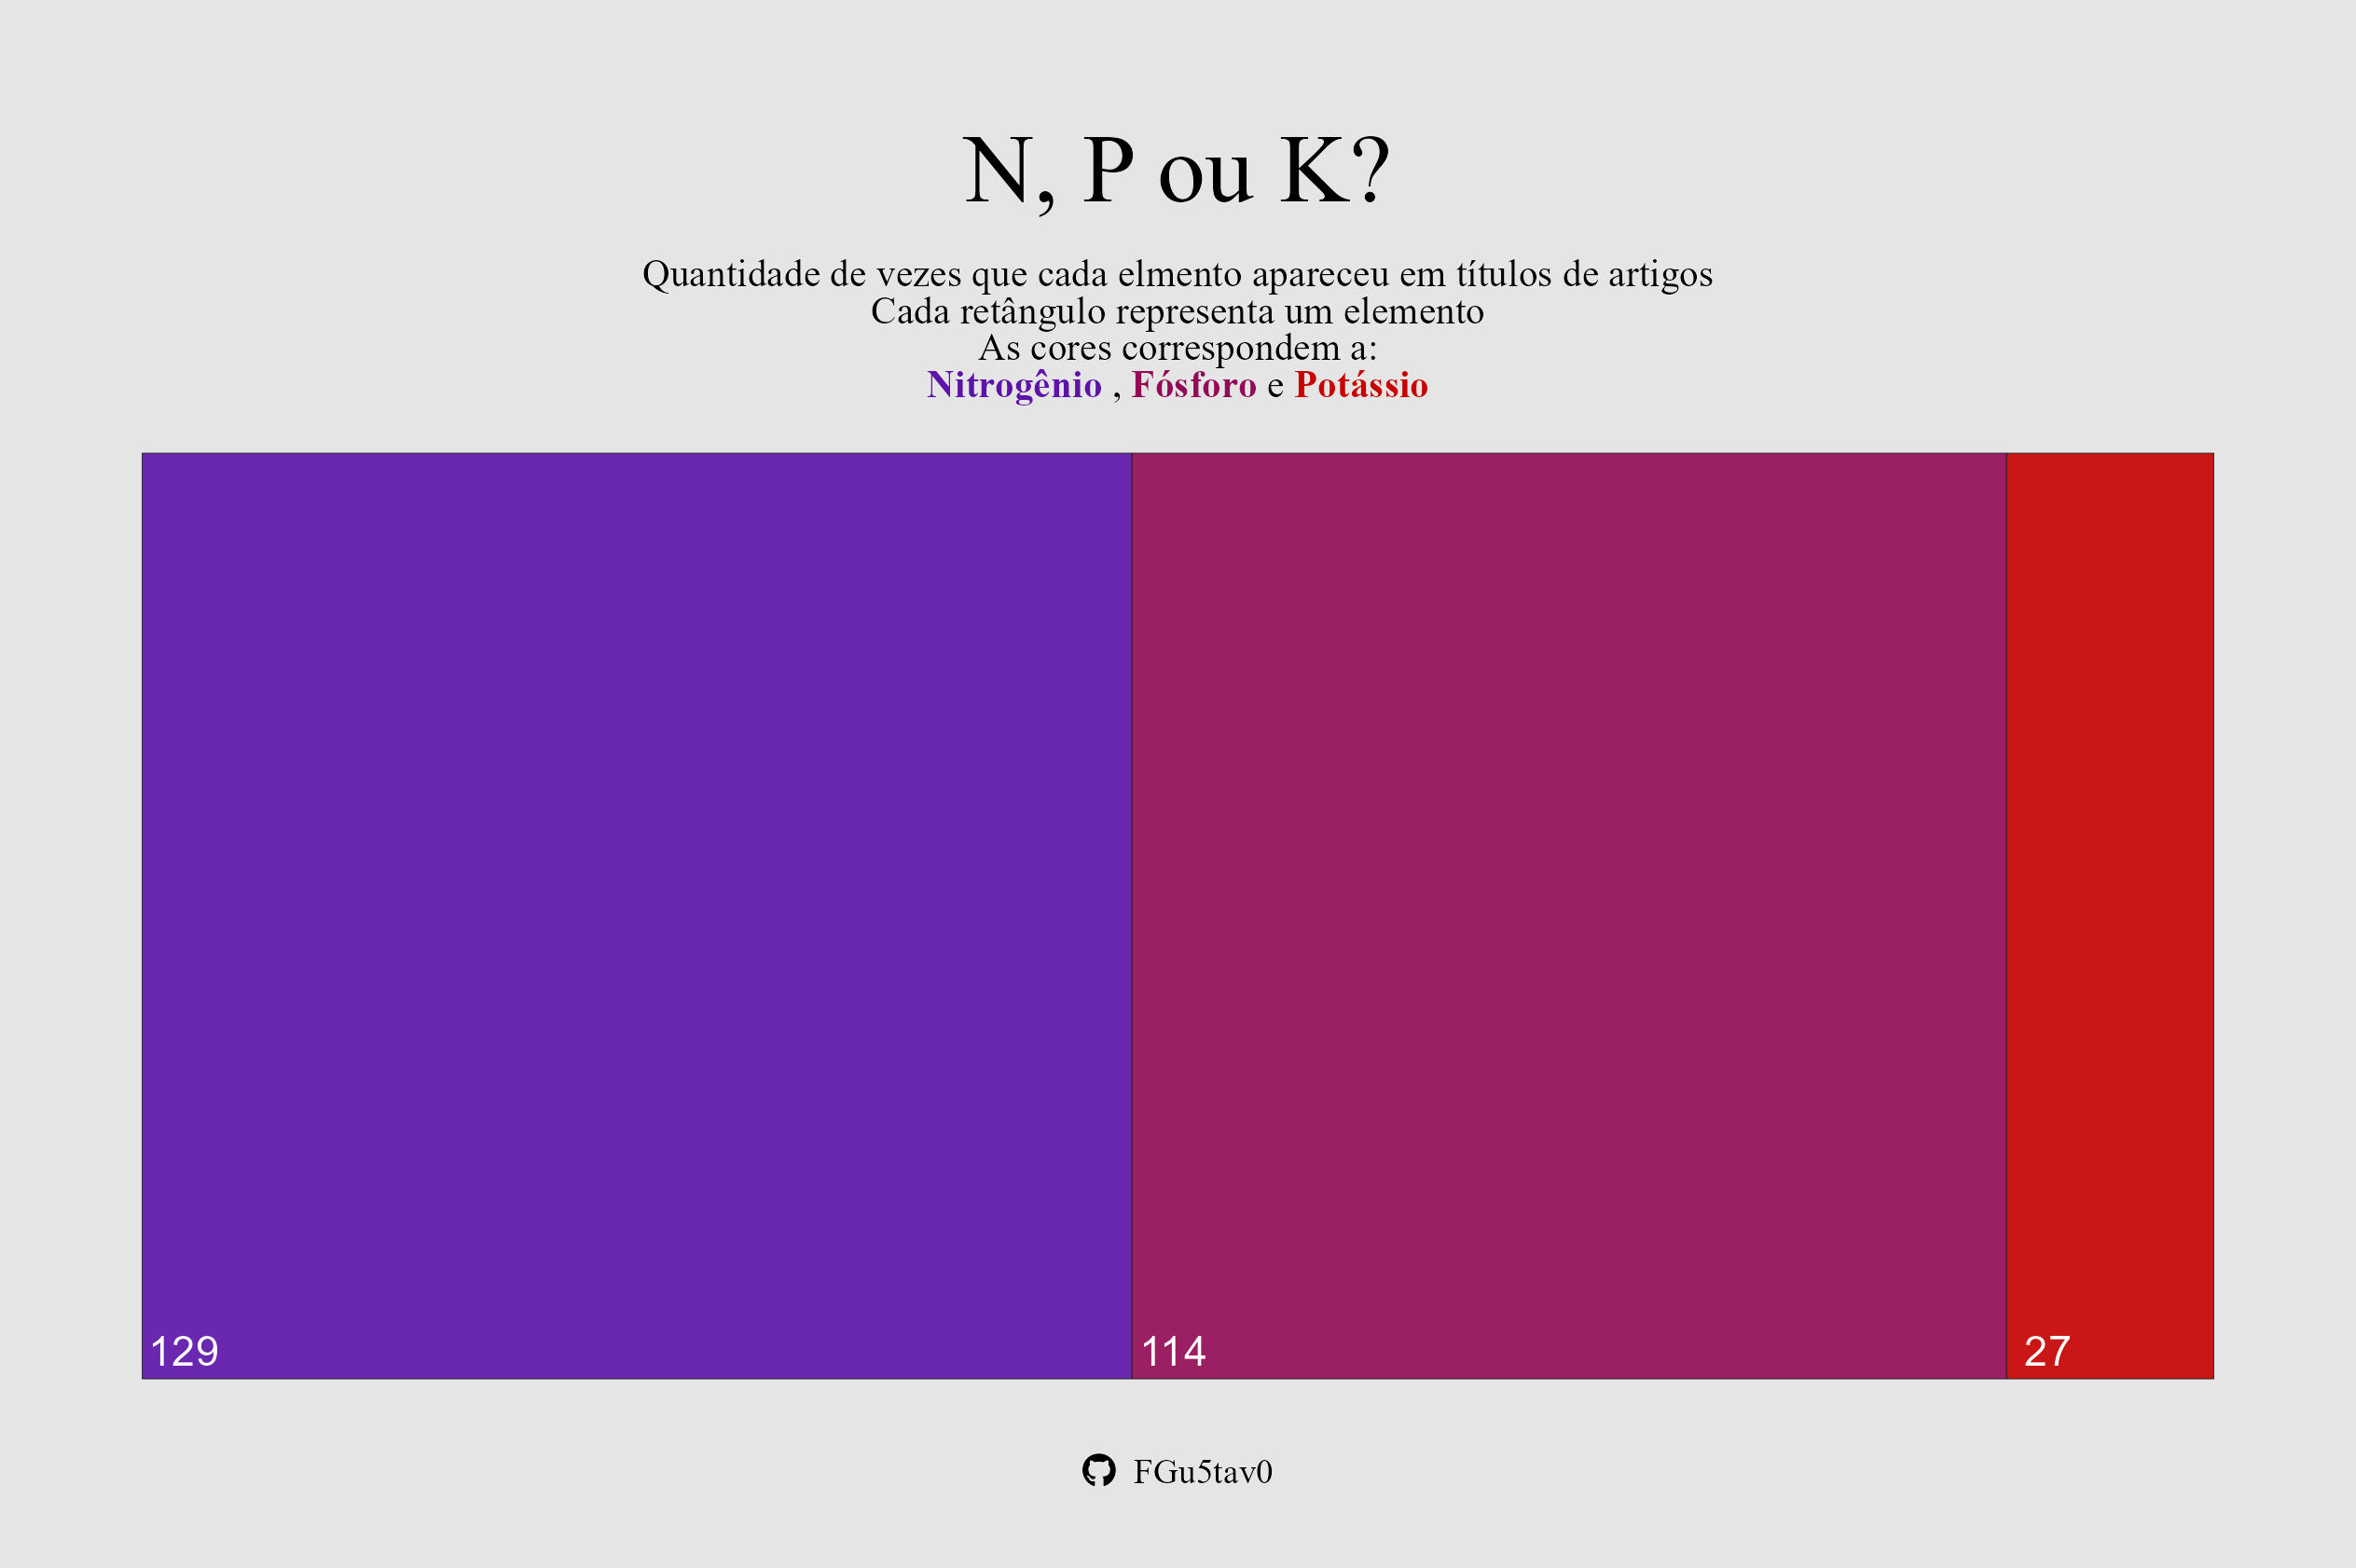 N, P ou K?
Quantidade de vezes que cada elmento apareceu em títulos de artigos
Cada retângulo representa um elemento
As cores correspondem a:
Nitrogênio , Fósforo e Potássio
129
114
27
FGu5tav0